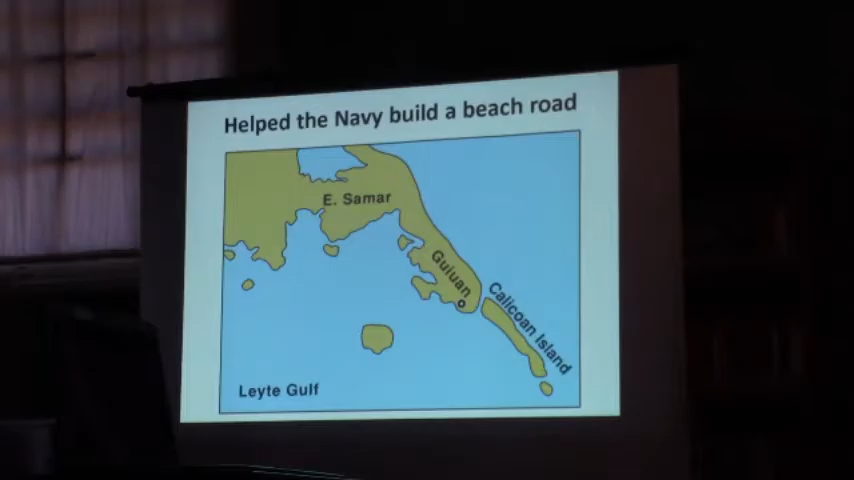 Helped the Navy build a beach road
E. Samar
Guiuan
Calicoan Island
Leyte Gulf